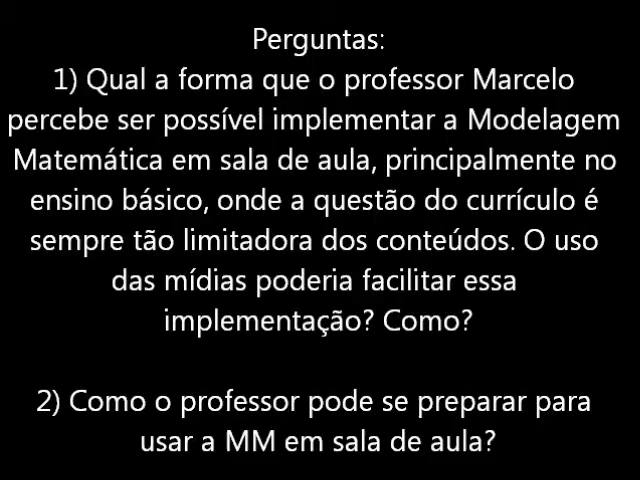 Perguntas:
1) Qual a forma que o professor Marcelo
percebe ser possível implementar a Modelagem
Matemática em sala de aula, principalmente no
ensino básico, onde a questão do currículo é
sempre tão limitadora dos conteúdos. O uso
das mídias poderia facilitar essa
implementação? Como?
2) Como o professor pode se preparar para
usar a MM em sala de aula?